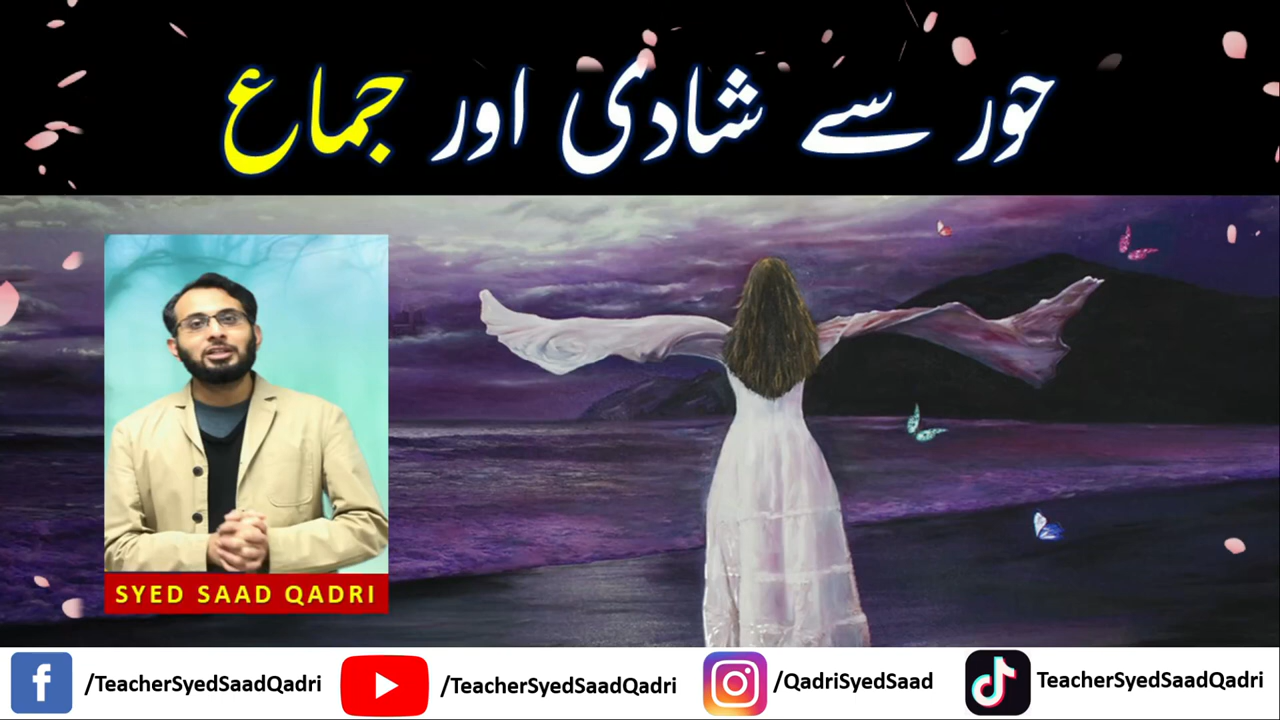 حور سے شادی اور جماع
SYED SAAD QADRI
/TeacherSyedSaadQadri
/TeacherSyedSaadQadri
/QadriSyedSaad
TeacherSyedSaadQadri